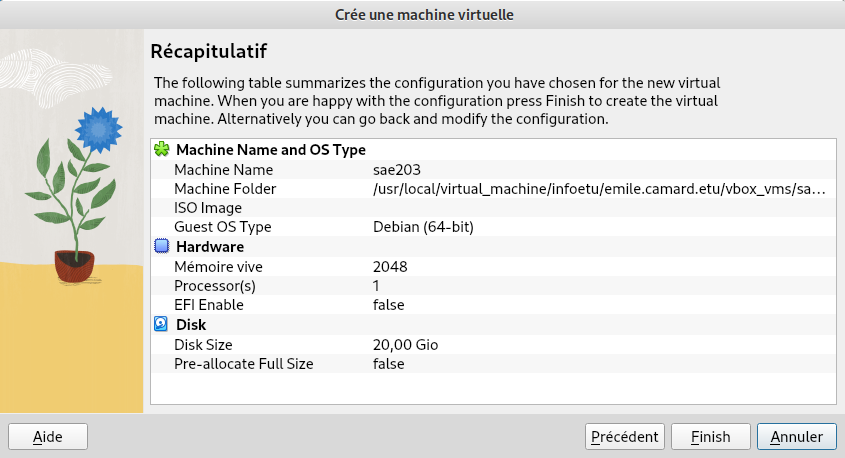 Crée une machine virtuelle
Récapitulatif
The following table summarizes the configuration you have chosen for the new virtual
machine. When you are happy with the configuration press Finish to create the virtual
machine. Alternatively you can go back and modify the configuration.
Machine Name and OS Type
Machine Name sae203
Machine Folder /usr/local/virtual_machine/infoetu/emile.camard.etu/vbox_vms/sa...
ISO Image
Guest OS Type Debian (64-bit)
Hardware
Mémoire vive 2048
Processor(s) 1
EFI Enable false
Disk
Disk Size 20,00 Gio
Pre-allocate Full Size false
Aide Précédent Finish Annuler